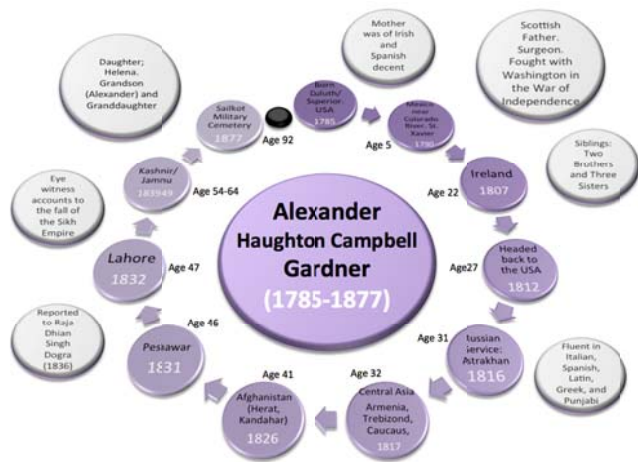 Alexander
Haughton Campbell
Gardner
(1785-1877)
Born
Duluth/
Superior. USA
1785
Mexico near
Colorado
River. St.
Xavier
1790
Age 5
Ireland
1807
Age 22
Headed
back to
the USA
1812
Age27
Russian
Service:
Astrakhan
1816
Age 31
Central Asia
Armenia,
Trebizond,
Caucaus,
1817
Age 32
Afghanistan
(Herat,
Kandahar)
1826
Age 41
Peshawar
1831
Age 46
Lahore
1832
Age 47
Kashnir/
Jamnu
183949
Age 54-64
Sailkot
Military
Cemetery
1877
Age 92
Mother
was of Irish
and
Spanish
decent
Scottish
Father.
Surgeon.
Fought with
Washington in
the War of
Independence
Siblings:
Two
Brothers
and Three
Sisters
Fluent in
Italian,
Spanish,
Latin,
Greek, and
Punjabi
Reported
to Raja
Dhian
Singh
Dogra
(1836)
Eye
witness
accounts to
the fall of
the Sikh
Empire
Daughter;
Helena.
Grandson
(Alexander) and
Granddaughter